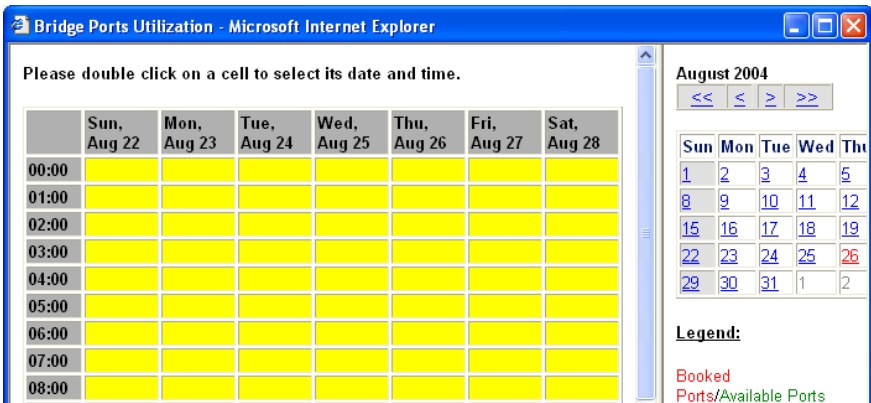 Bridge Ports Utilization - Microsoft Internet Explorer
Please double click on a cell to select its date and time.
Sun, Mon, Tue, Wed, Thu, Fri, Sat,
Aug 22 Aug 23 Aug 24 Aug 25 Aug 26 Aug 27 Aug 28
00:00
01:00
02:00
03:00
04:00
05:00
06:00
07:00
08:00
August 2004
<< < > >>
Sun Mon Tue Wed Thu
1 2 3 4 5
8 9 10 11 12
15 16 17 18 19
22 23 24 25 26
29 30 31 1 2
Legend:
Booked
Ports/Available Ports